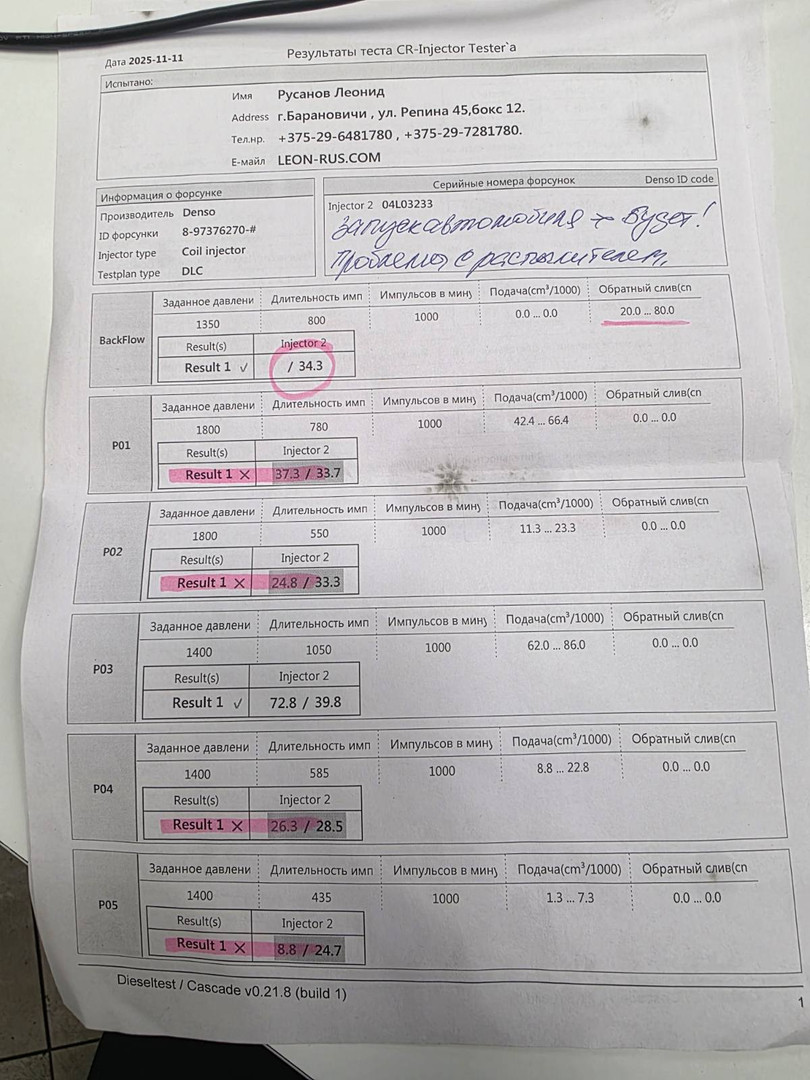 Дата 2025-11-11
Результаты теста CR-Injector Tester`а
Испытано:
Имя Русанов Леонид
Address г.Барановичи , ул. Репина 45,бокс 12.
Тел.нр. +375-29-6481780 , +375-29-7281780.
E-майл LEON-RUS.COM
Информация о форсунке
Производитель Denso
ID форсунки 8-97376270-#
Injector type Coil injector
Testplan type DLC
Серийные номера форсунок Denso ID code
Injector 2 04L03233
Запуск автомобиля → Будет!
Проблема с распылителем.
BackFlow
Заданное давлени Длительность имп Импульсов в мину Подача(cm³/1000) Обратный слив(cп
1350 800 1000 0.0 ... 0.0 20.0 ... 80.0
Result(s) Injector 2
Result 1 ✓ / 34.3
P01
Заданное давлени Длительность имп Импульсов в мину Подача(cm³/1000) Обратный слив(cп
1800 780 1000 42.4 ... 66.4 0.0 ... 0.0
Result(s) Injector 2
Result 1 ✕ 37.3 / 33.7
P02
Заданное давлени Длительность имп Импульсов в мину Подача(cm³/1000) Обратный слив(cп
1800 550 1000 11.3 ... 23.3 0.0 ... 0.0
Result(s) Injector 2
Result 1 ✕ 24.8 / 33.3
P03
Заданное давлени Длительность имп Импульсов в мину Подача(cm³/1000) Обратный слив(cп
1400 1050 1000 62.0 ... 86.0 0.0 ... 0.0
Result(s) Injector 2
Result 1 ✓ 72.8 / 39.8
P04
Заданное давлени Длительность имп Импульсов в мину Подача(cm³/1000) Обратный слив(cп
1400 585 1000 8.8 ... 22.8 0.0 ... 0.0
Result(s) Injector 2
Result 1 ✕ 26.3 / 28.5
P05
Заданное давлени Длительность имп Импульсов в мину Подача(cm³/1000) Обратный слив(cп
1400 435 1000 1.3 ... 7.3 0.0 ... 0.0
Result(s) Injector 2
Result 1 ✕ 8.8 / 24.7
Dieseltest / Cascade v0.21.8 (build 1)
1